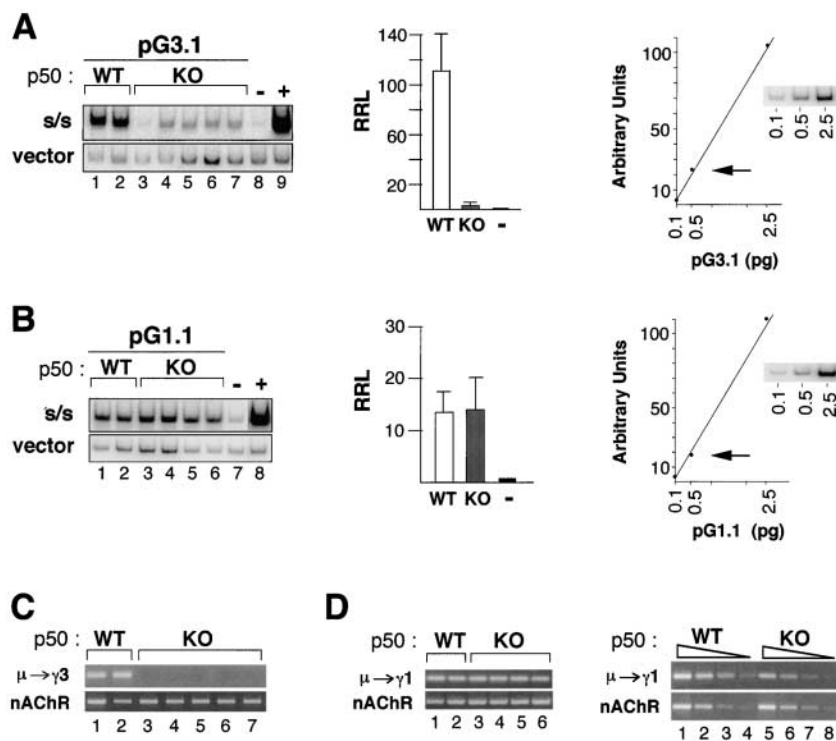 A
pG3.1
p50 : WT KO - +
s/s
vector
1 2 3 4 5 6 7 8 9
RRL
140
120
100
80
60
40
20
WT KO -
Arbitrary Units
100
50
10
0.1 0.5 2.5
pG3.1 (pg)
0.1 0.5 2.5
B
pG1.1
p50 : WT KO - +
s/s
vector
1 2 3 4 5 6 7 8
RRL
30
20
10
WT KO -
Arbitrary Units
100
50
10
0.1 0.5 2.5
pG1.1 (pg)
0.1 0.5 2.5
C
p50 : WT KO
μ→γ3
nAChR
1 2 3 4 5 6 7
D
p50 : WT KO
μ→γ1
nAChR
1 2 3 4 5 6
p50 : WT KO
μ→γ1
nAChR
1 2 3 4 5 6 7 8